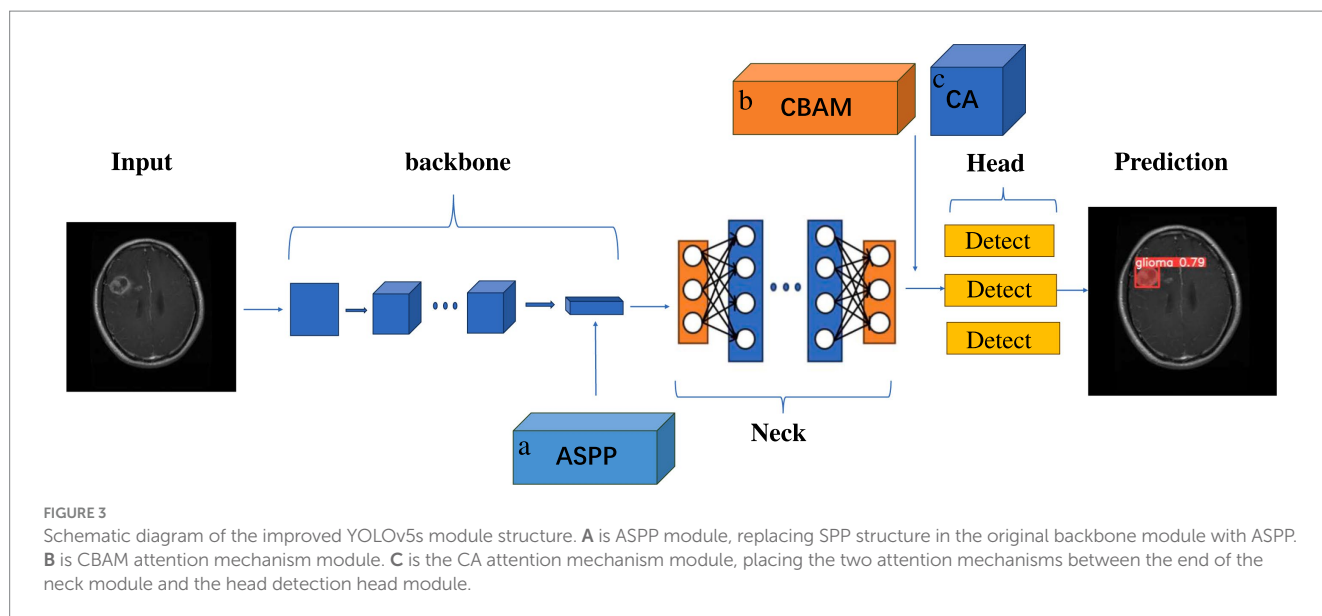 b
CBAM
c
CA
Input
backbone
Head
Prediction
Detect
glioma 0.79
Detect
Detect
Neck
a
ASPP
FIGURE 3
Schematic diagram of the improved YOLOv5s module structure. A is ASPP module, replacing SPP structure in the original backbone module with ASPP.
B is CBAM attention mechanism module. C is the CA attention mechanism module, placing the two attention mechanisms between the end of the
neck module and the head detection head module.